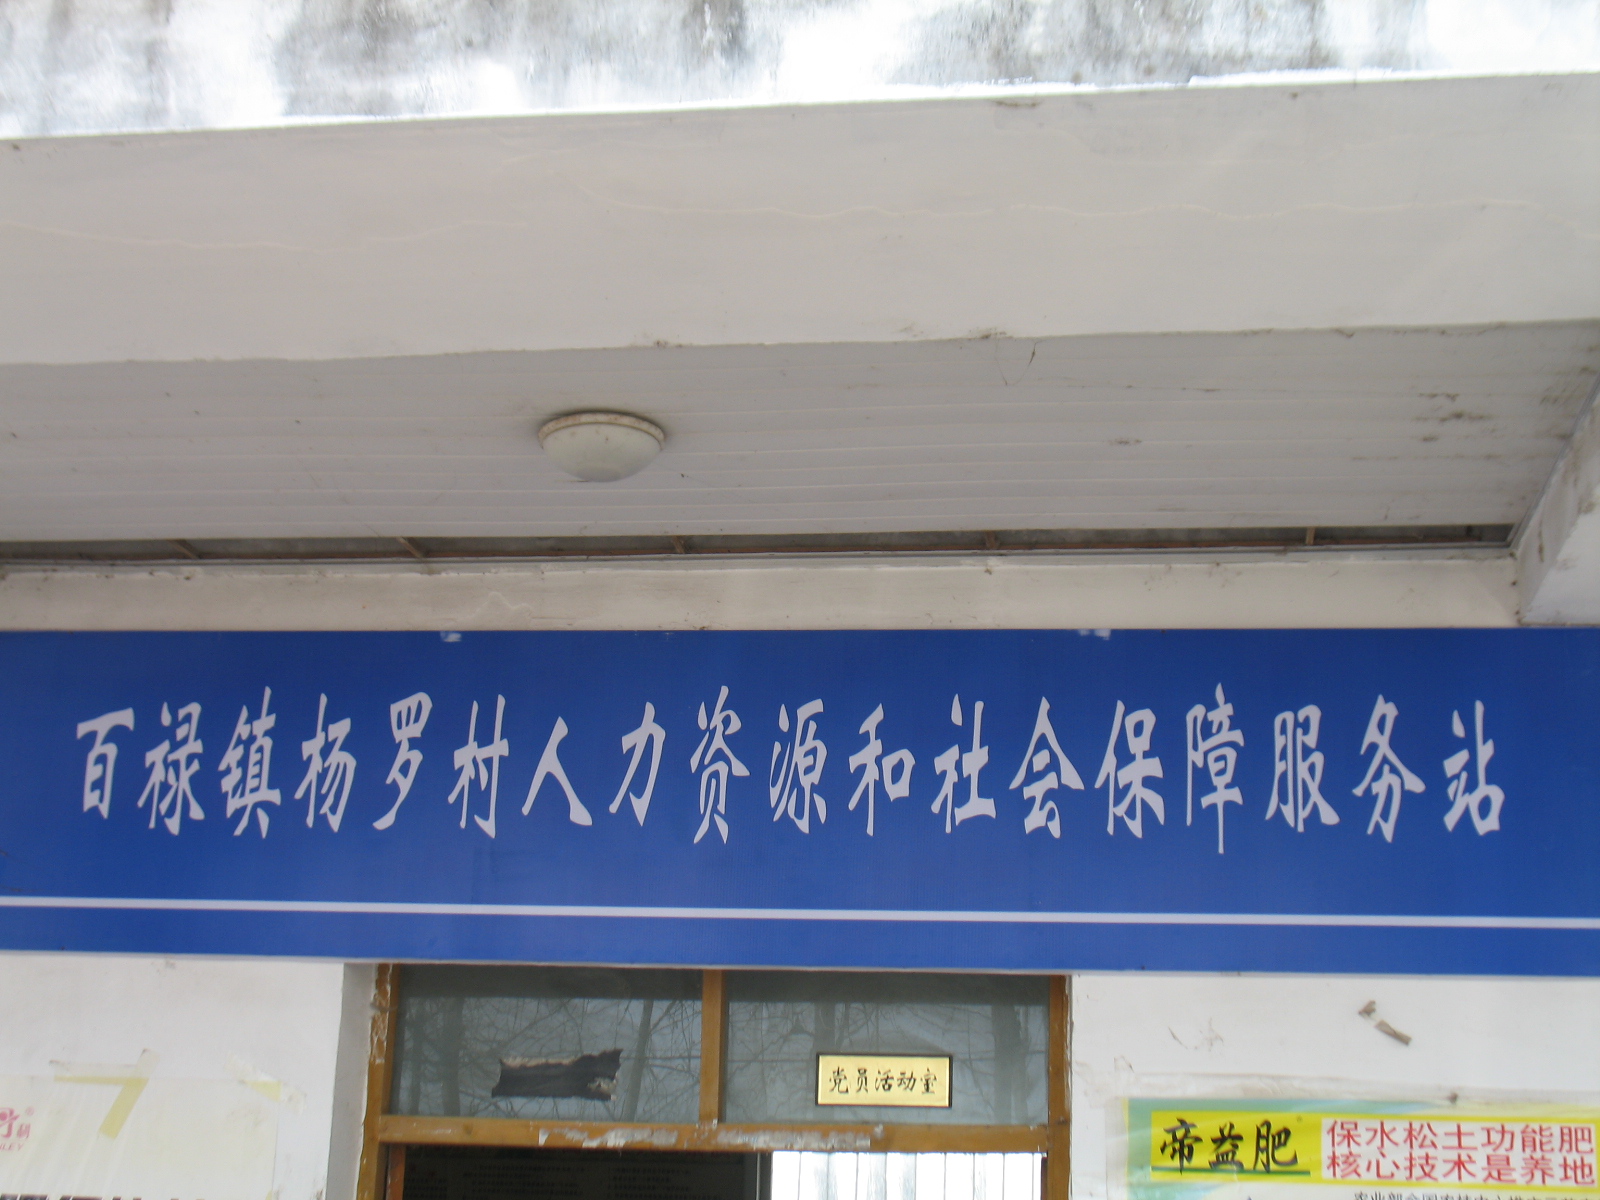 百禄镇杨罗村人力资源和社会保障服务站
党员活动室
帝益肥
保水松土功能肥
核心技术是养地